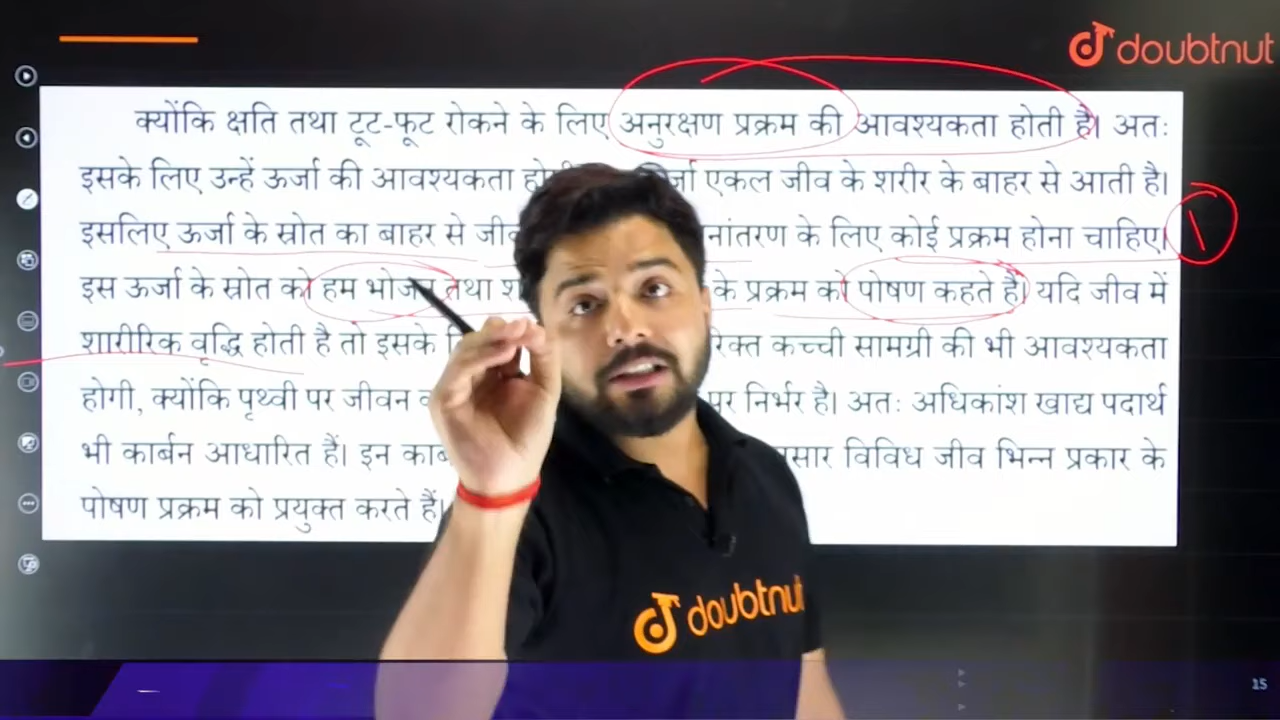 doubtnut
क्योंकि क्षति तथा टूट-फूट रोकने के लिए अनुरक्षण प्रक्रम की आवश्यकता होती है। अतः
इसके लिए उन्हें ऊर्जा की आवश्यकता एकल जीव के शरीर के बाहर से आती है।
इसलिए ऊर्जा के स्रोत का बाहर से के लिए कोई प्रक्रम होना चाहिए।
इस ऊर्जा के स्रोत को हम भोजन तथा के प्रक्रम को पोषण कहते हैं। यदि जीव में
शारीरिक वृद्धि होती है तो इसके कच्ची सामग्री की भी आवश्यकता
होगी, क्योंकि पृथ्वी पर जीवन पर निर्भर है। अतः अधिकांश खाद्य पदार्थ
भी कार्बन आधारित हैं। इन विविध जीव भिन्न प्रकार के
पोषण प्रक्रम को प्रयुक्त करते हैं।
doubtnut
15